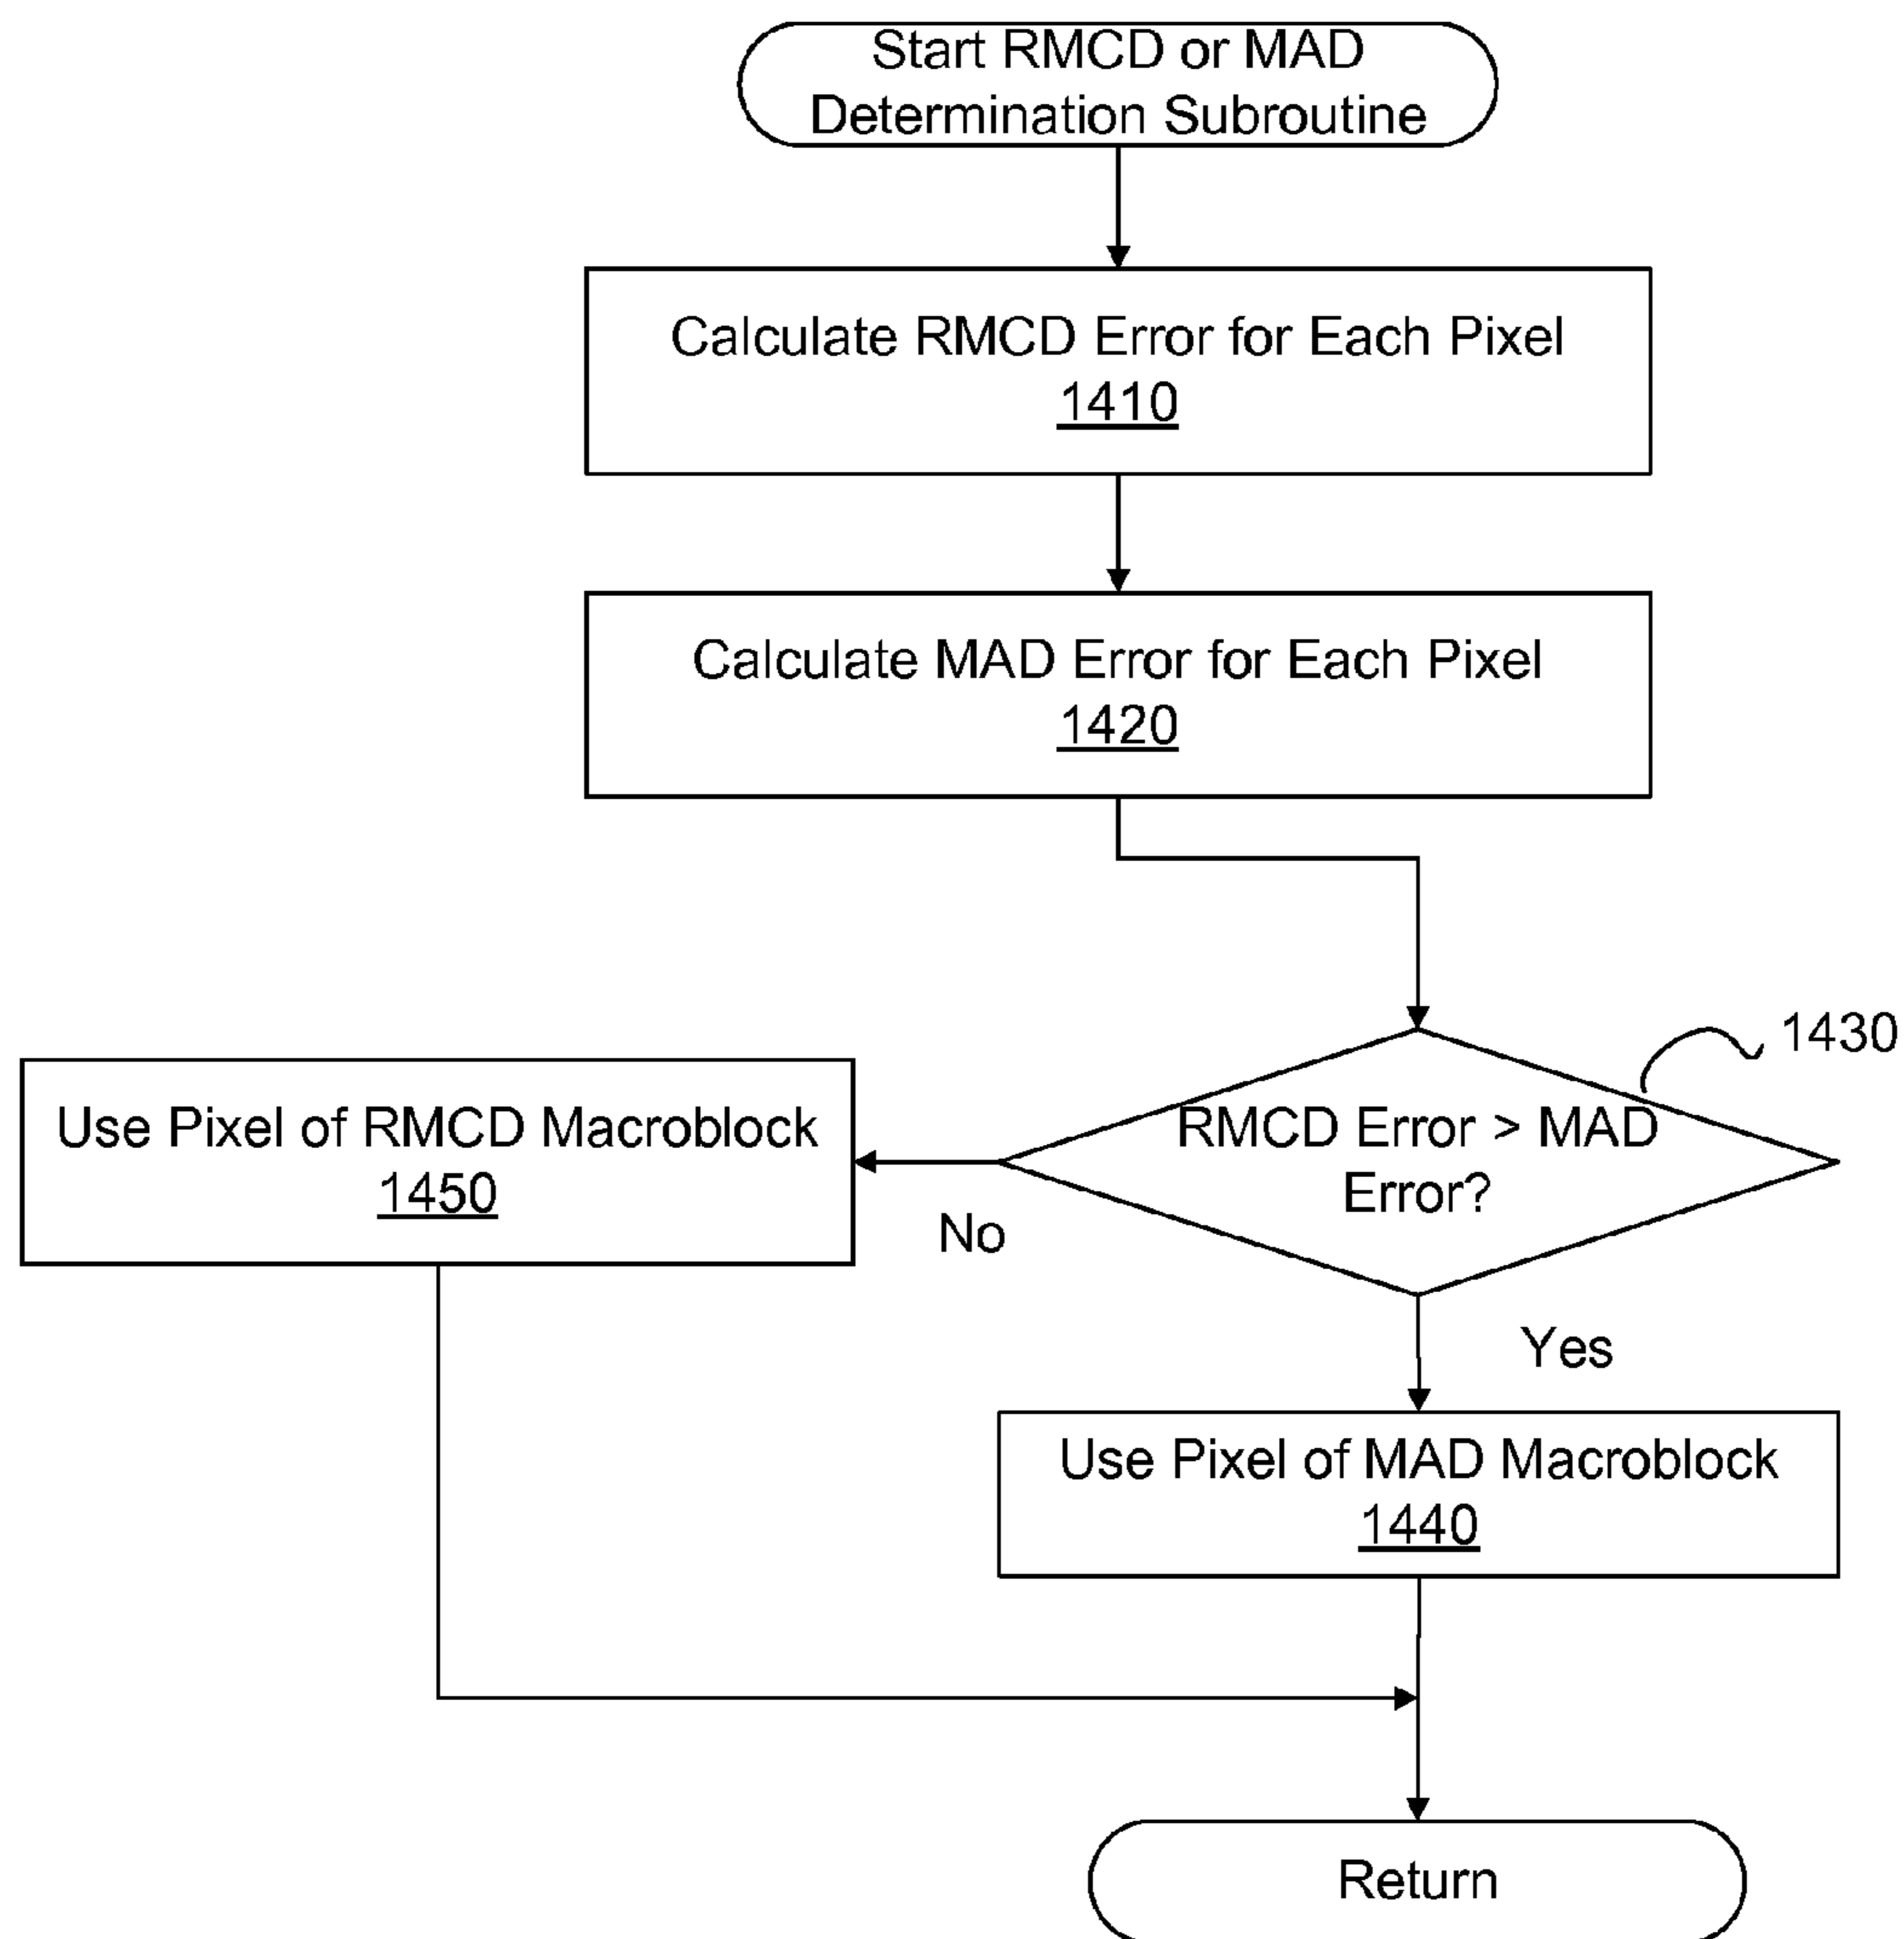 Start RMCD or MAD
Determination Subroutine
Calculate RMCD Error for Each Pixel
1410
Calculate MAD Error for Each Pixel
1420
1430
RMCD Error > MAD
Error?
Use Pixel of RMCD Macroblock
1450
No
Yes
Use Pixel of MAD Macroblock
1440
Return